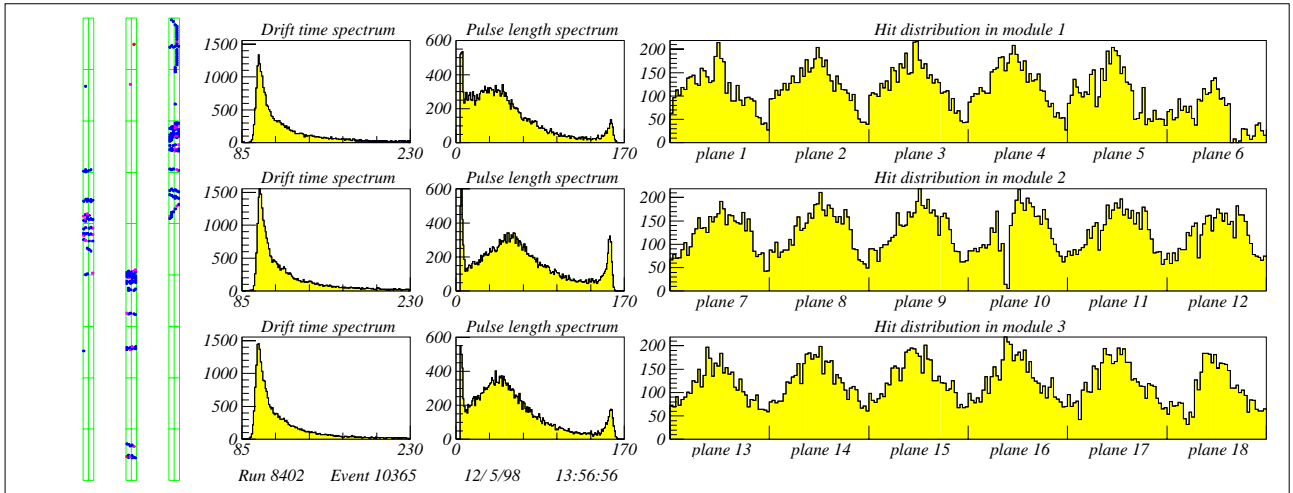 Drift time spectrum Pulse length spectrum Hit distribution in module 1
1500 1000 500 0 85 230
600 400 200 0 0 170
200 150 100 50 0
plane 1 plane 2 plane 3 plane 4 plane 5 plane 6
Drift time spectrum Pulse length spectrum Hit distribution in module 2
1500 1000 500 0 85 230
600 400 200 0 0 170
200 150 100 50 0
plane 7 plane 8 plane 9 plane 10 plane 11 plane 12
Drift time spectrum Pulse length spectrum Hit distribution in module 3
1500 1000 500 0 85 230
600 400 200 0 0 170
200 150 100 50 0
plane 13 plane 14 plane 15 plane 16 plane 17 plane 18
Run 8402 Event 10365 12/ 5/98 13:56:56